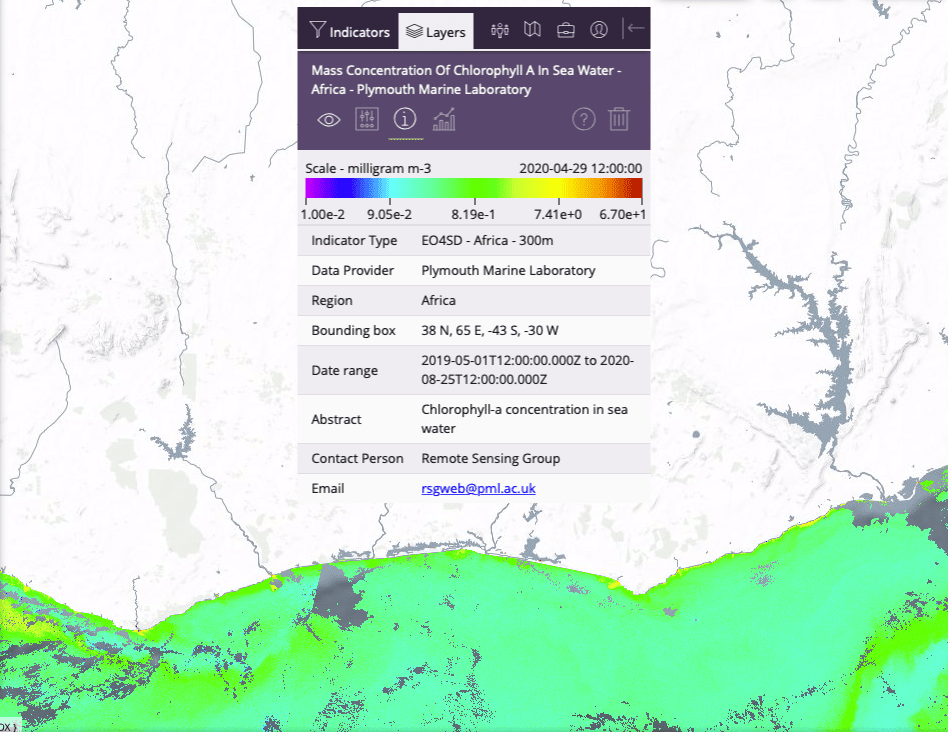 Indicators
Layers
Mass Concentration Of Chlorophyll A In Sea Water -
Africa - Plymouth Marine Laboratory
Scale - milligram m-3 2020-04-29 12:00:00
1.00e-2 9.05e-2 8.19e-1 7.41e+0 6.70e+1
Indicator Type EO4SD - Africa - 300m
Data Provider Plymouth Marine Laboratory
Region Africa
Bounding box 38 N, 65 E, -43 S, -30 W
Date range 2019-05-01T12:00:00.000Z to 2020-
08-25T12:00:00.000Z
Abstract Chlorophyll-a concentration in sea
water
Contact Person Remote Sensing Group
Email rsgweb@pml.ac.uk